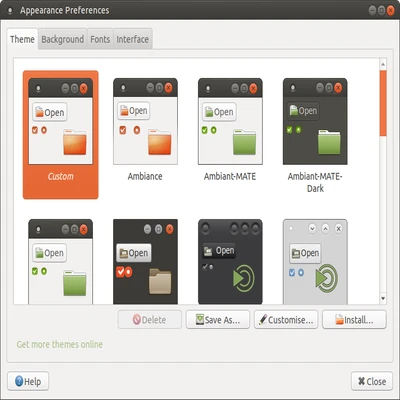 Appearance Preferences
Theme Background Fonts Interface
Open Open Open Open
Custom Ambiance Ambiant-MATE Ambiant-MATE-
Dark
Open Open Open Open
Delete Save As... Customise... Install...
Get more themes online
Help Close